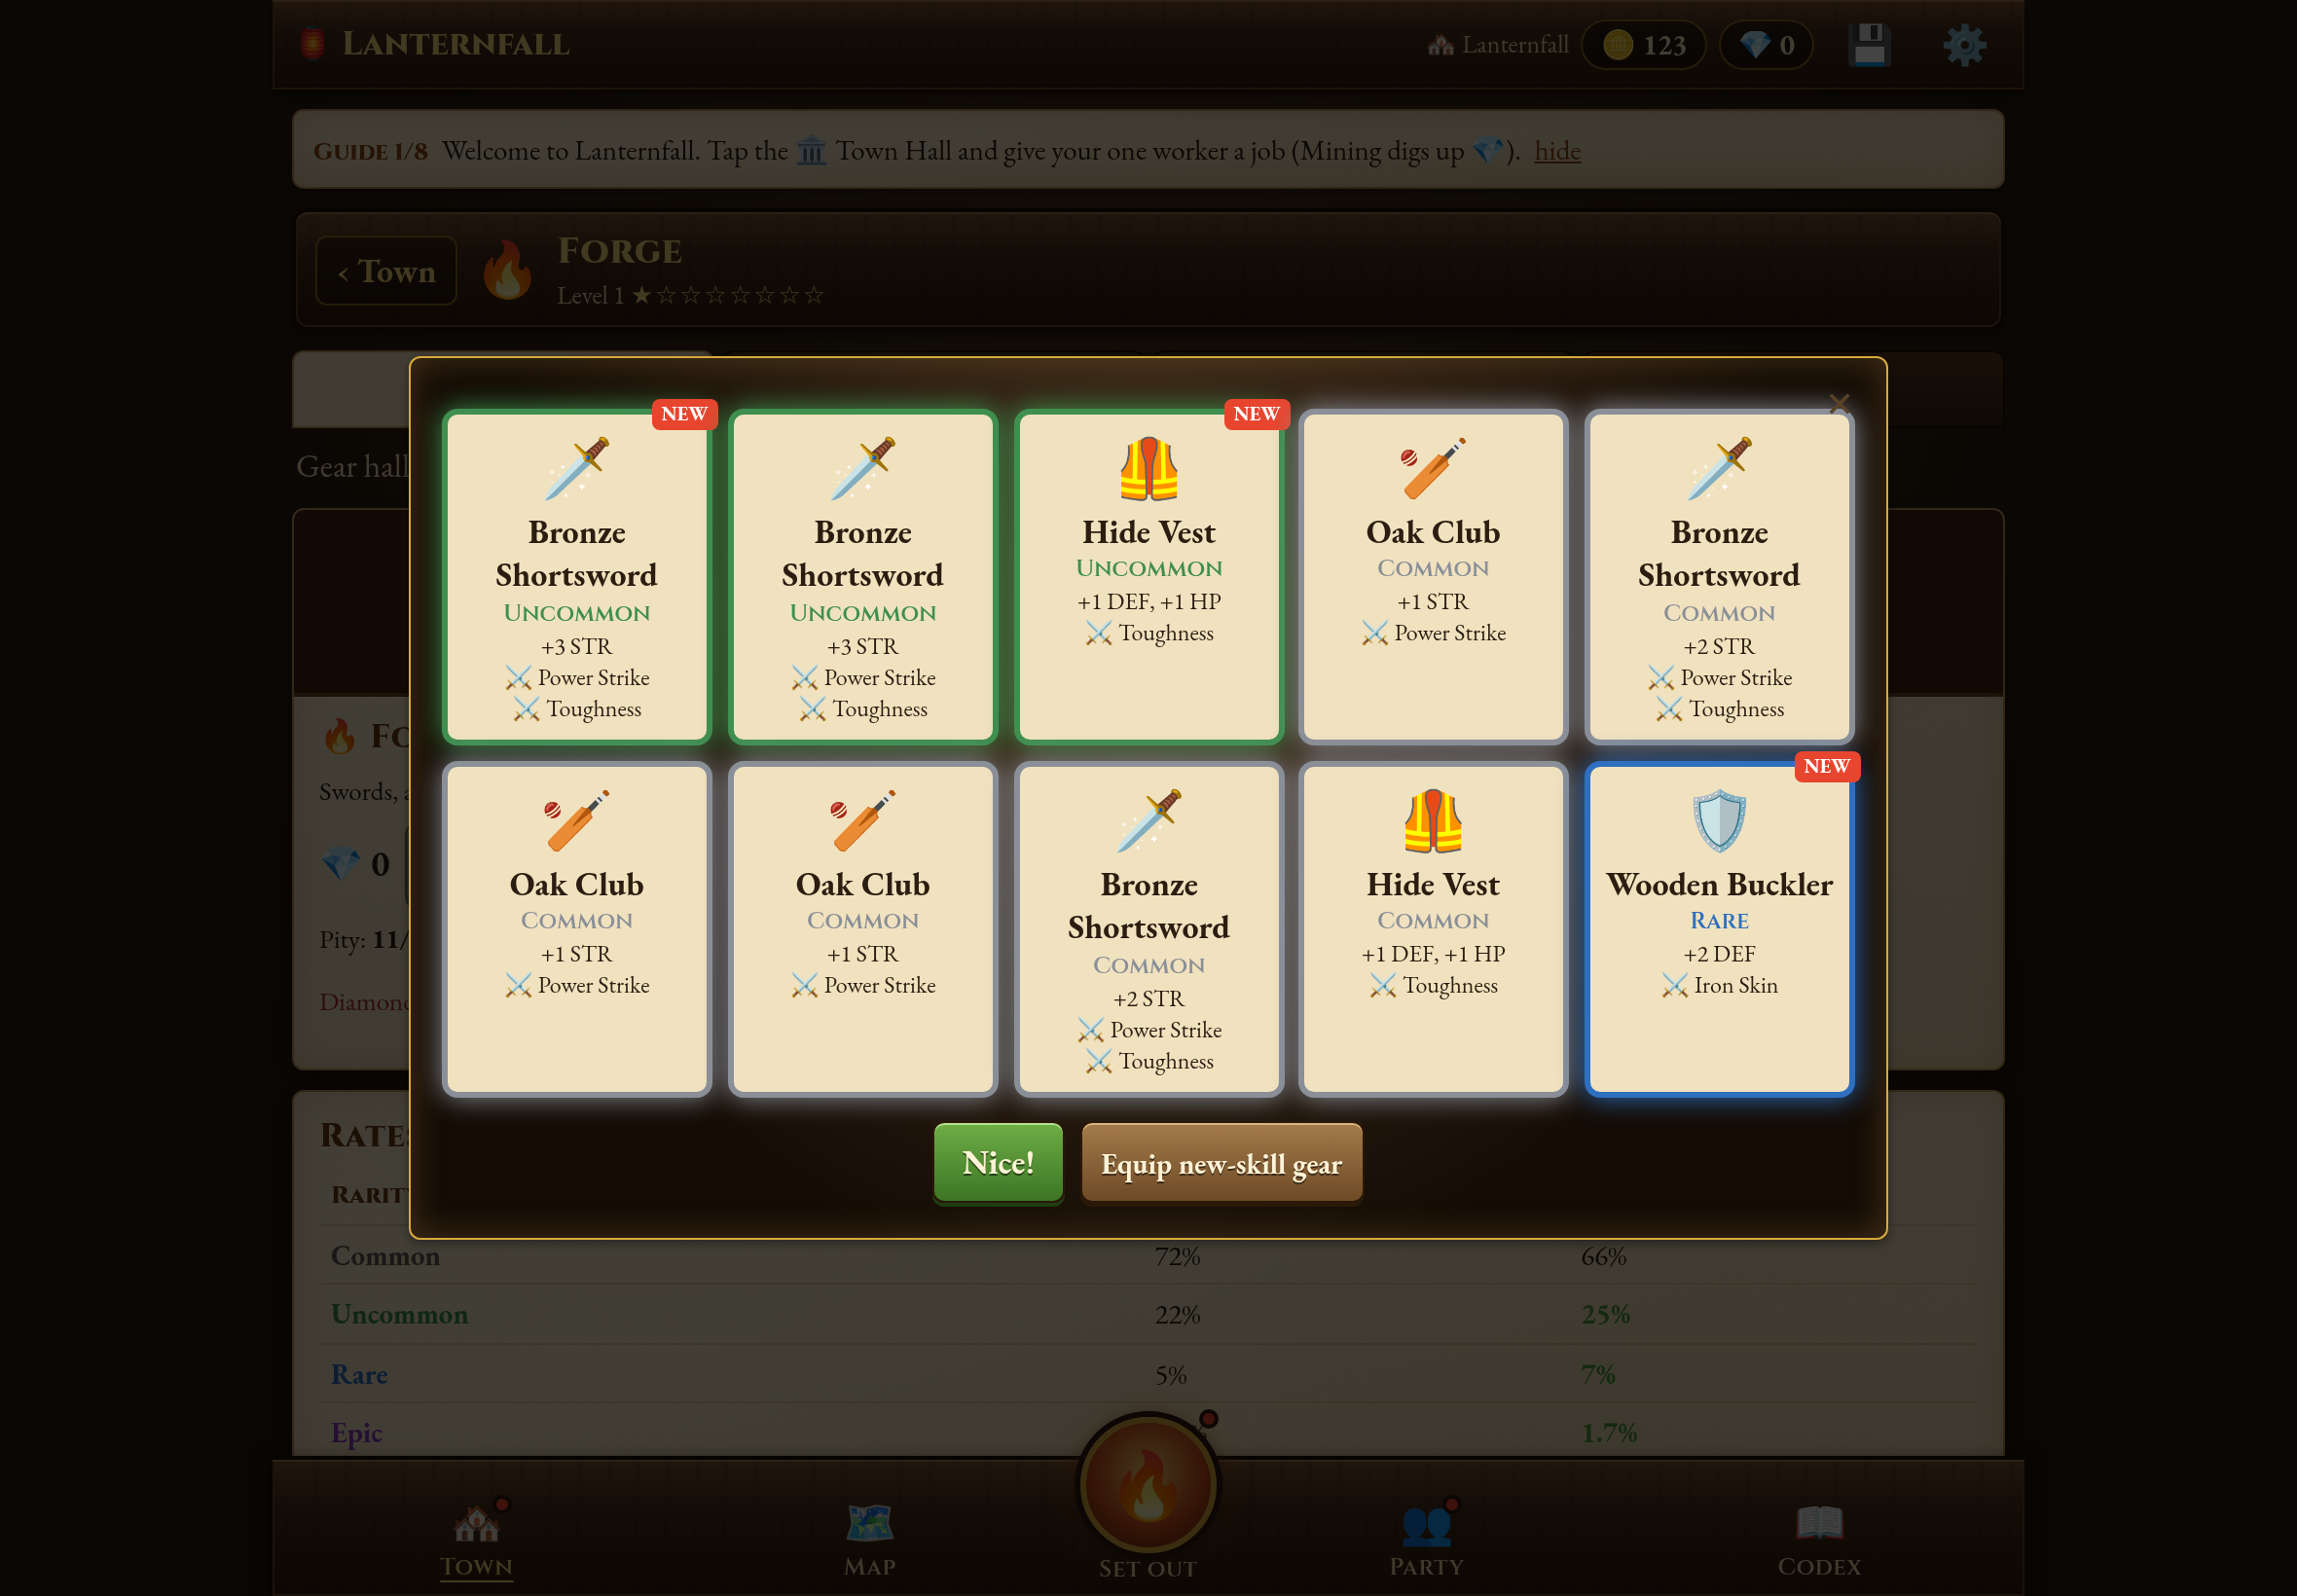 Lanternfall
Lanternfall 123 0
Guide 1/8 Welcome to Lanternfall. Tap the Town Hall and give your one worker a job (Mining digs up ). hide
‹ Town
Forge
Level 1 ★☆☆☆☆☆☆☆
Gear hall
NEW
Bronze
Shortsword
Uncommon
+3 STR
Power Strike
Toughness
Bronze
Shortsword
Uncommon
+3 STR
Power Strike
Toughness
NEW
Hide Vest
Uncommon
+1 DEF, +1 HP
Toughness
Oak Club
Common
+1 STR
Power Strike
×
Bronze
Shortsword
Common
+2 STR
Power Strike
Toughness
Oak Club
Common
+1 STR
Power Strike
Oak Club
Common
+1 STR
Power Strike
Bronze
Shortsword
Common
+2 STR
Power Strike
Toughness
Hide Vest
Common
+1 DEF, +1 HP
Toughness
NEW
Wooden Buckler
Rare
+2 DEF
Iron Skin
Nice!
Equip new-skill gear
Swords,
0
Pity: 11/
Common 72% 66%
Uncommon 22% 25%
Rare 5% 7%
Epic 1.7%
Town
Map
Set out
Party
Codex